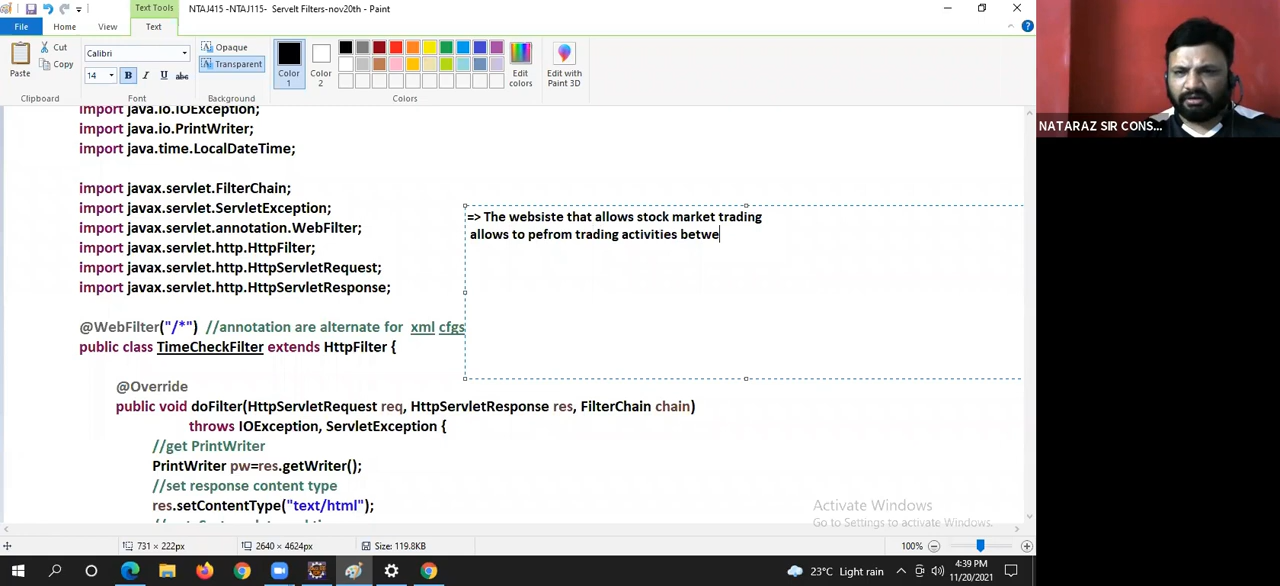 Text Tools
NTAJ415 -NTAJ115- Servelt Filters-nov20th - Paint
File
Home
View
Text
Cut
Copy
Paste
Clipboard
Calibri
14
B I U abc
Font
Opaque
Transparent
Background
Color 1
Color 2
Edit colors
Colors
Edit with Paint 3D
NATARAZ SIR CONS...
import java.io.IOException;
import java.io.PrintWriter;
import java.time.LocalDateTime;
import javax.servlet.FilterChain;
import javax.servlet.ServletException;
import javax.servlet.annotation.WebFilter;
import javax.servlet.http.HttpFilter;
import javax.servlet.http.HttpServletRequest;
import javax.servlet.http.HttpServletResponse;
=> The websiste that allows stock market trading
allows to pefrom trading activities betwe
@WebFilter("/*") //annotation are alternate for xml cfgs
public class TimeCheckFilter extends HttpFilter {
@Override
public void doFilter(HttpServletRequest req, HttpServletResponse res, FilterChain chain)
throws IOException, ServletException {
//get PrintWriter
PrintWriter pw=res.getWriter();
//set response content type
res.setContentType("text/html");
Activate Windows
Go to Settings to activate Windows.
731 × 222px
2640 × 4624px
Size: 119.8KB
100%
23°C Light rain
4:39 PM
11/20/2021